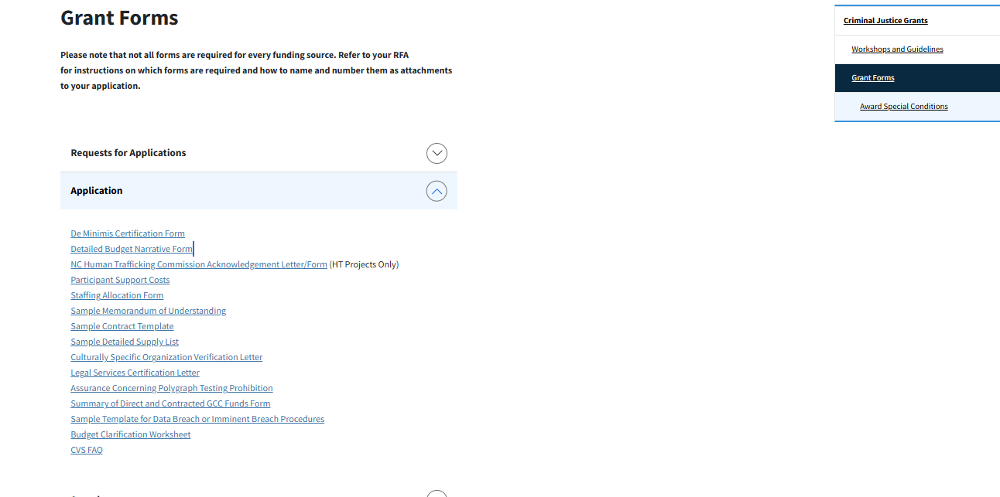 Grant Forms
Please note that not all forms are required for every funding source. Refer to your RFA
for instructions on which forms are required and how to name and number them as attachments
to your application.
Requests for Applications
Application
De Minimis Certification Form
Detailed Budget Narrative Form
NC Human Trafficking Commission Acknowledgement Letter/Form (HT Projects Only)
Participant Support Costs
Staffing Allocation Form
Sample Memorandum of Understanding
Sample Contract Template
Sample Detailed Supply List
Culturally Specific Organization Verification Letter
Legal Services Certification Letter
Assurance Concerning Polygraph Testing Prohibition
Summary of Direct and Contracted GCC Funds Form
Sample Template for Data Breach or Imminent Breach Procedures
Budget Clarification Worksheet
CVS FAQ
Criminal Justice Grants
Workshops and Guidelines
Grant Forms
Award Special Conditions